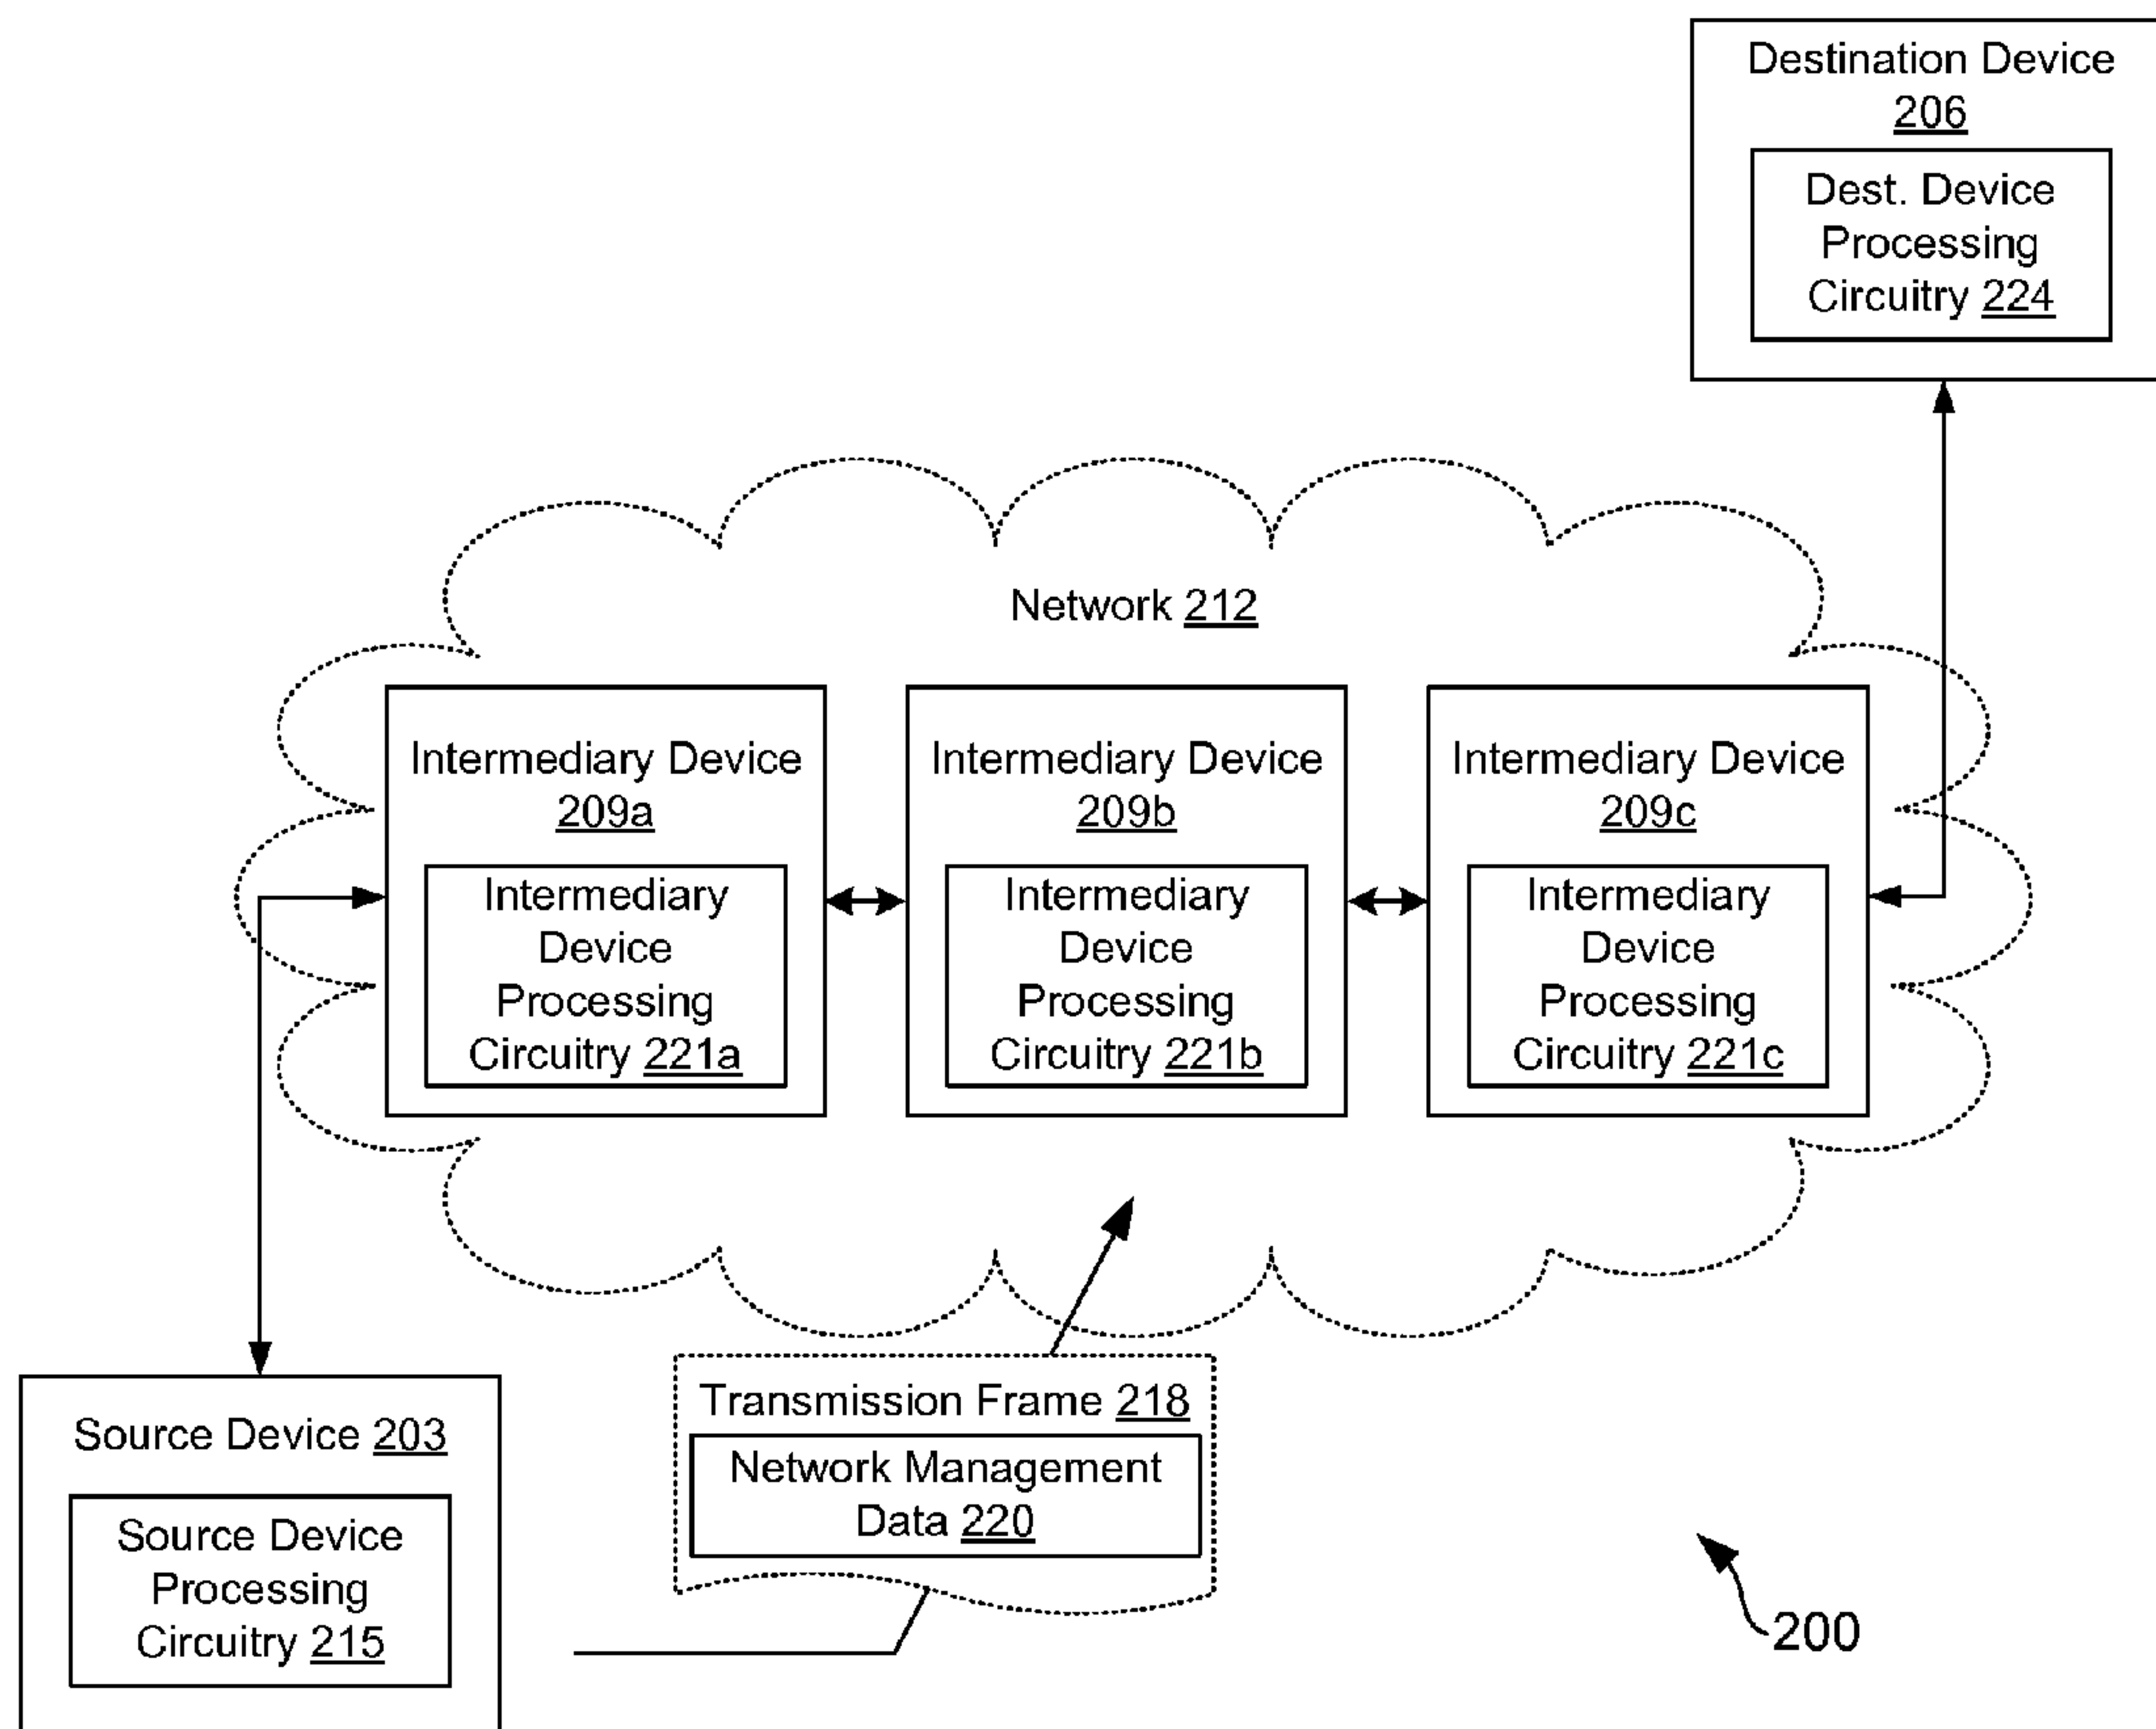 Destination Device
206
Dest. Device
Processing
Circuitry 224
Network 212
Intermediary Device
209a
Intermediary
Device
Processing
Circuitry 221a
Intermediary Device
209b
Intermediary
Device
Processing
Circuitry 221b
Intermediary Device
209c
Intermediary
Device
Processing
Circuitry 221c
Source Device 203
Source Device
Processing
Circuitry 215
Transmission Frame 218
Network Management
Data 220
200